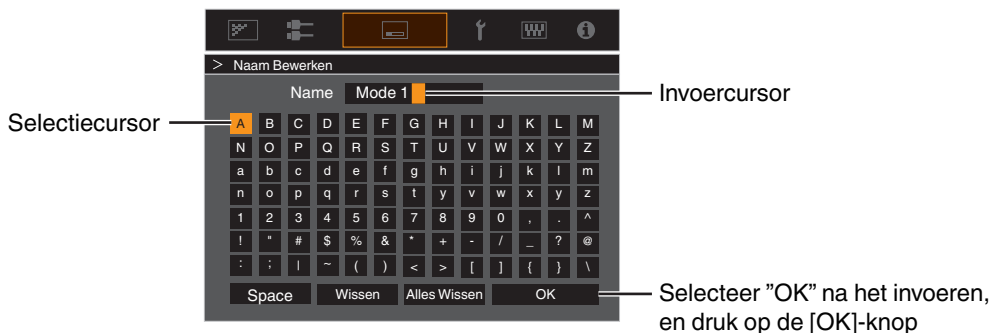 > Naam Bewerken
Name Mode 1
Invoercursor
Selectiecursor
A B C D E F G H I J K L M
N O P Q R S T U V W X Y Z
a b c d e f g h i j k l m
n o p q r s t y v w x y z
1 2 3 4 5 6 7 8 9 0 , . ^
! " # $ % & * + - / _ ? @
: ; | ~ ( ) < > [ ] { } \
Space Wissen Alles Wissen OK
Selecteer ”OK” na het invoeren,
en druk op de [OK]-knop